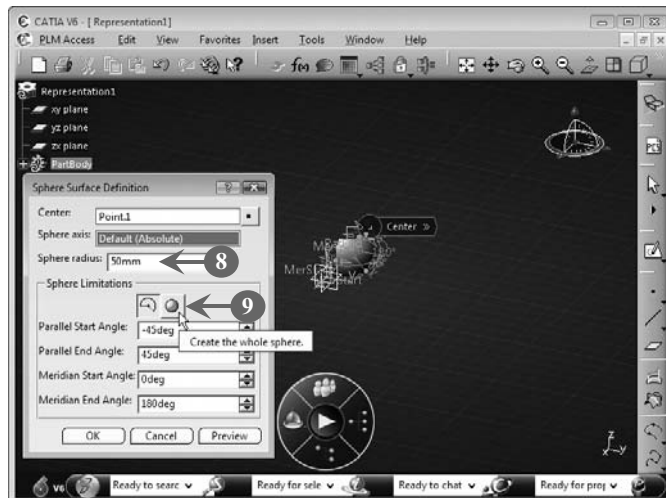 CATIA V6 - [ Representation1]
PLM Access Edit View Favorites Insert Tools Window Help
Representation1
xy plane
yz plane
zx plane
PartBody
Sphere Surface Definition
Center: Point.1
Sphere axis: Default (Absolute)
Sphere radius: 50mm
8
Sphere Limitations
9
Parallel Start Angle: -45deg
Create the whole sphere.
Parallel End Angle: 45deg
Meridian Start Angle: 0deg
Meridian End Angle: 180deg
OK Cancel Preview
Center »
MerS
z
x y
V6 Ready to searc Ready for sele Ready to chat Ready for prop